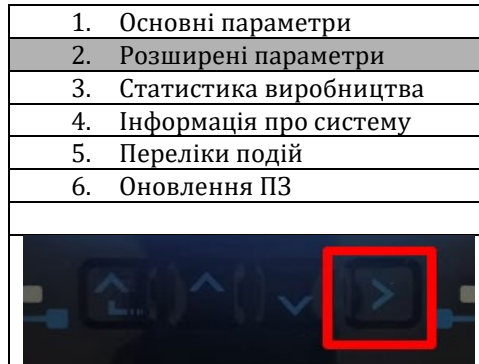 1. Основні параметри
2. Розширені параметри
3. Статистика виробництва
4. Інформація про систему
5. Переліки подій
6. Оновлення ПЗ